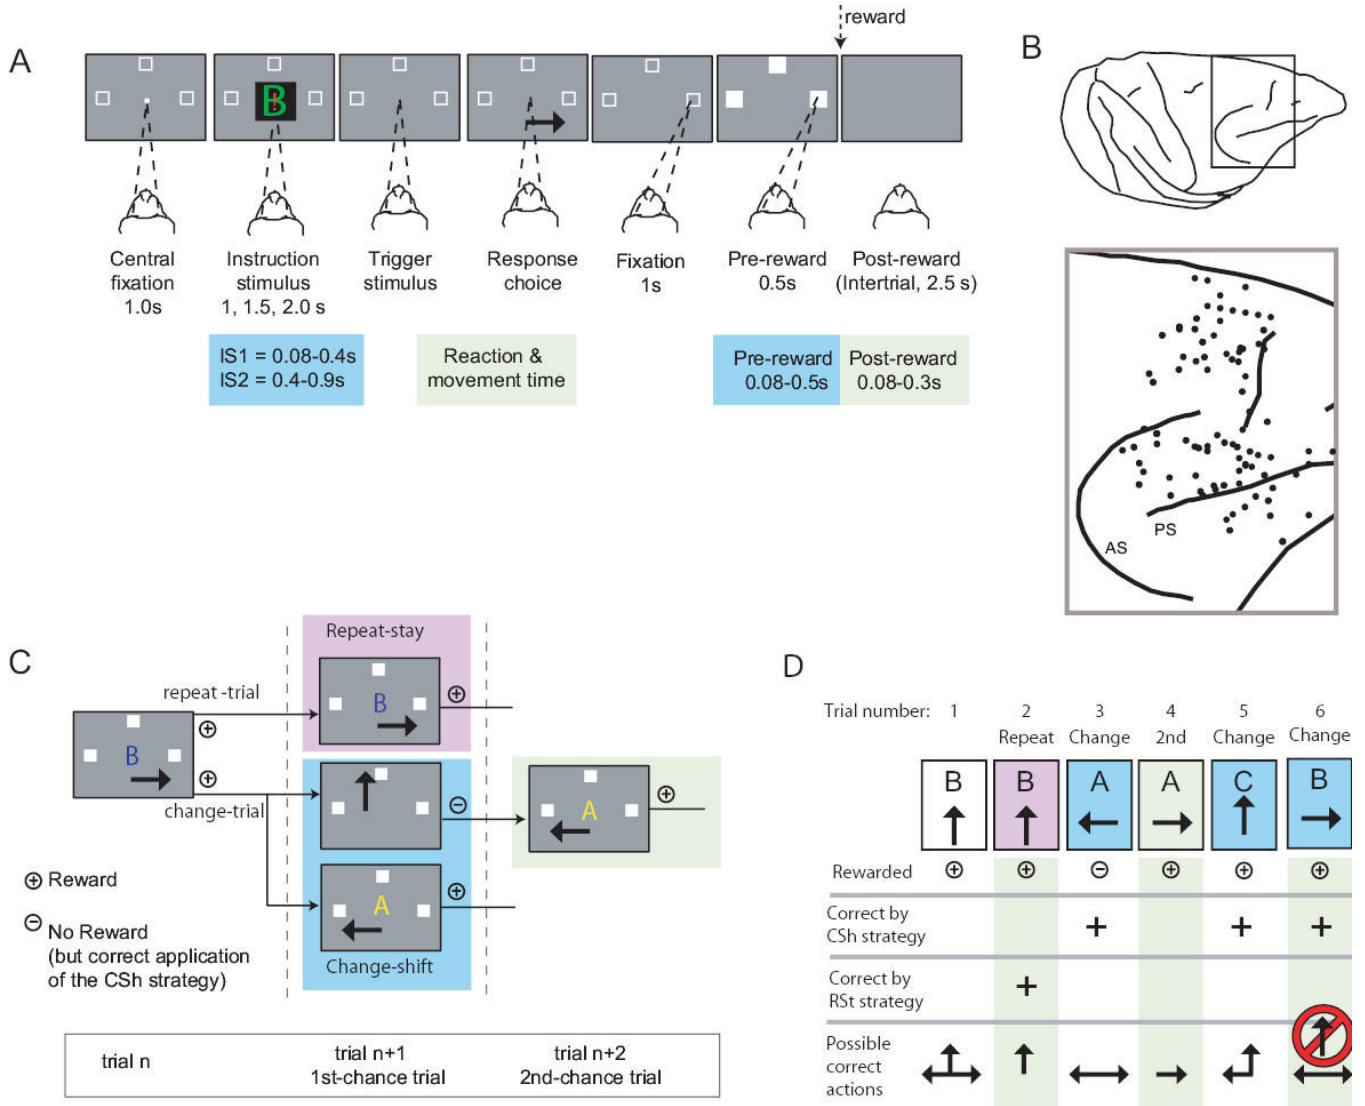 A
reward
B
B
Central
fixation
1.0s
Instruction
stimulus
1, 1.5, 2.0 s
Trigger
stimulus
Response
choice
Fixation
1s
Pre-reward
0.5s
Post-reward
(Intertrial, 2.5 s)
IS1 = 0.08-0.4s
IS2 = 0.4-0.9s
Reaction &
movement time
Pre-reward
0.08-0.5s
Post-reward
0.08-0.3s
PS
AS
C
Repeat-stay
repeat -trial
B
B
change-trial
A
A
Change-shift
+ Reward
− No Reward
(but correct application
of the CSh strategy)
trial n
trial n+1
1st-chance trial
trial n+2
2nd-chance trial
D
Trial number: 1 2 3 4 5 6
Repeat Change 2nd Change Change
B B A A C B
Rewarded + + − + + +
Correct by
CSh strategy + + +
Correct by
RSt strategy +
Possible
correct
actions